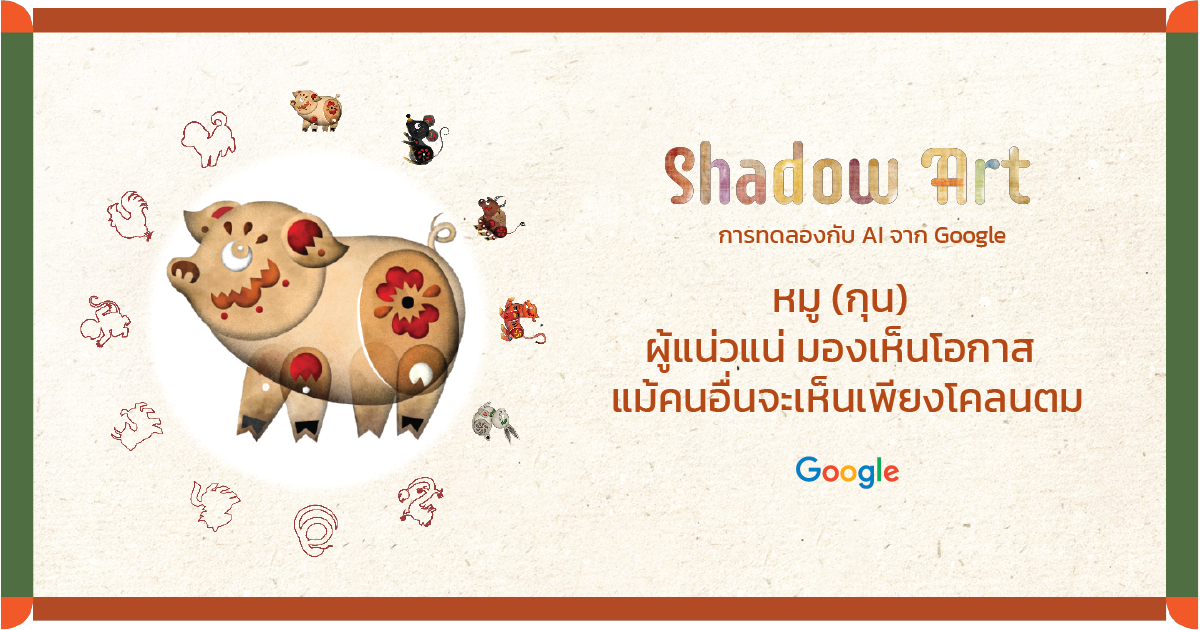 Shadow Art
การทดลองกับ AI จาก Google
หมู (กุน)
ผู้แน่วแน่ มองเห็นโอกาส
แม้คนอื่นจะเห็นเพียงโคลนตม
Google